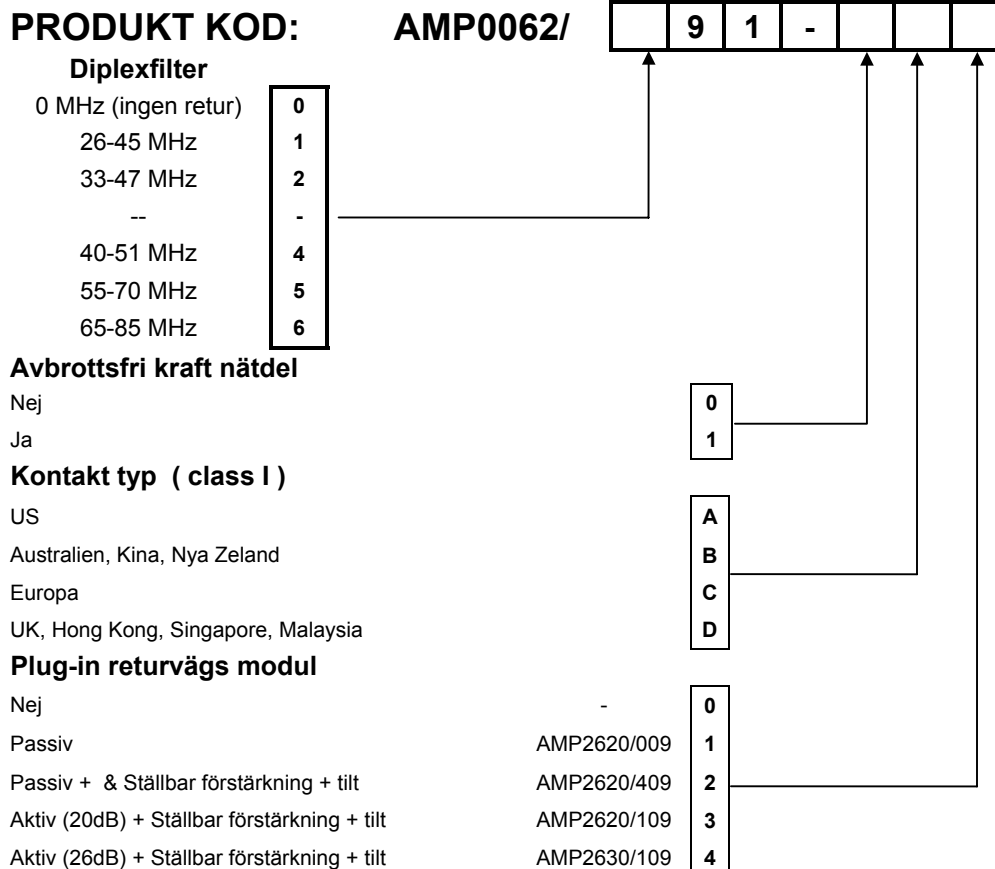 PRODUKT KOD: AMP0062/ 9 1 -
Diplexfilter
0 MHz (ingen retur) 0
26-45 MHz 1
33-47 MHz 2
-- -
40-51 MHz 4
55-70 MHz 5
65-85 MHz 6
Avbrottsfri kraft nätdel
Nej 0
Ja 1
Kontakt typ ( class I )
US A
Australien, Kina, Nya Zeland B
Europa C
UK, Hong Kong, Singapore, Malaysia D
Plug-in returvägs modul
Nej - 0
Passiv AMP2620/009 1
Passiv + & Ställbar förstärkning + tilt AMP2620/409 2
Aktiv (20dB) + Ställbar förstärkning + tilt AMP2620/109 3
Aktiv (26dB) + Ställbar förstärkning + tilt AMP2630/109 4